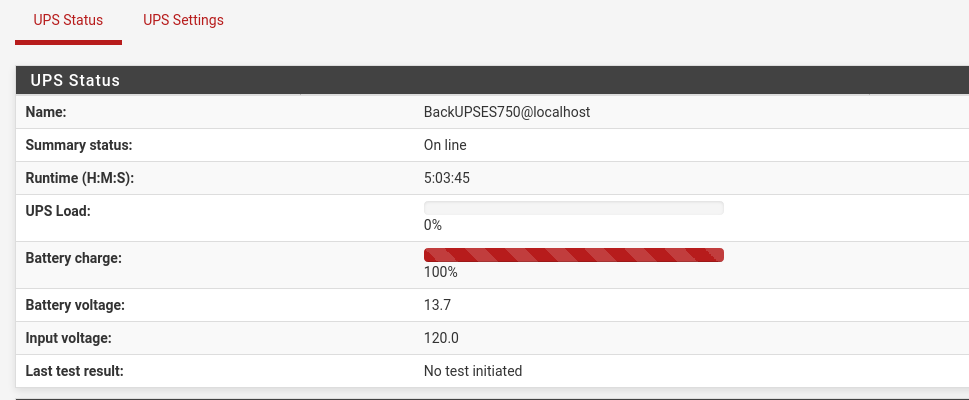 UPS Status UPS Settings
UPS Status
Name: BackUPSES750@localhost
Summary status: On line
Runtime (H:M:S): 5:03:45
UPS Load:
0%
Battery charge:
100%
Battery voltage: 13.7
Input voltage: 120.0
Last test result: No test initiated